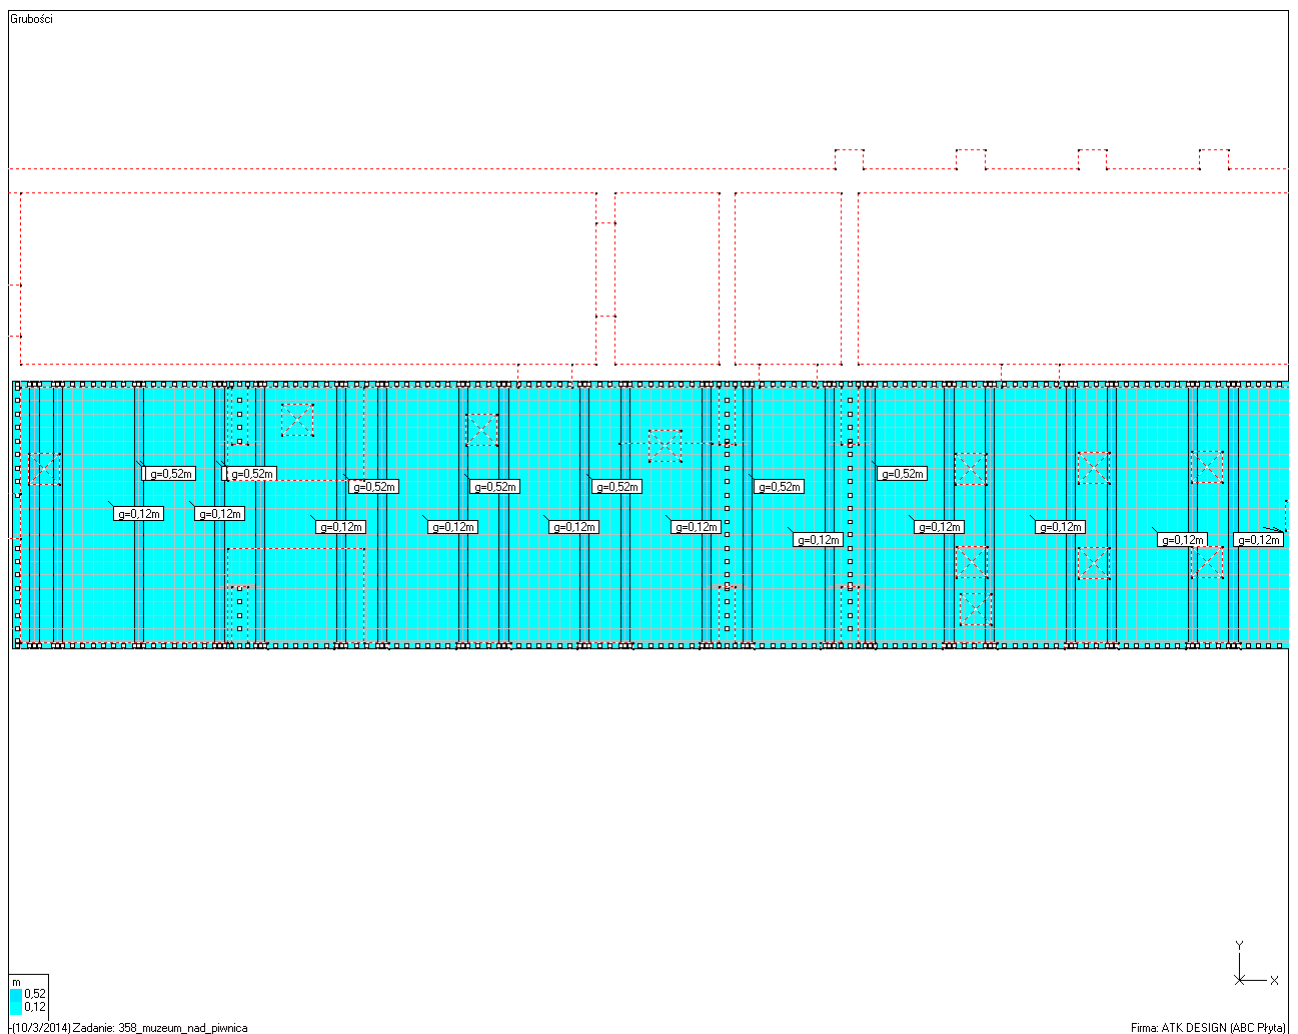 Grubości
g=0,52m
g=0,52m
g=0,52m
g=0,52m
g=0,52m
g=0,52m
g=0,52m
g=0,12m
g=0,12m
g=0,12m
g=0,12m
g=0,12m
g=0,12m
g=0,12m
g=0,12m
g=0,12m
g=0,12m
g=0,12m
Y
X
m
0,52
0,12
-(10/3/2014) Zadanie: 358_muzeum_nad_piwnica
Firma: ATK DESIGN (ABC Płyta)